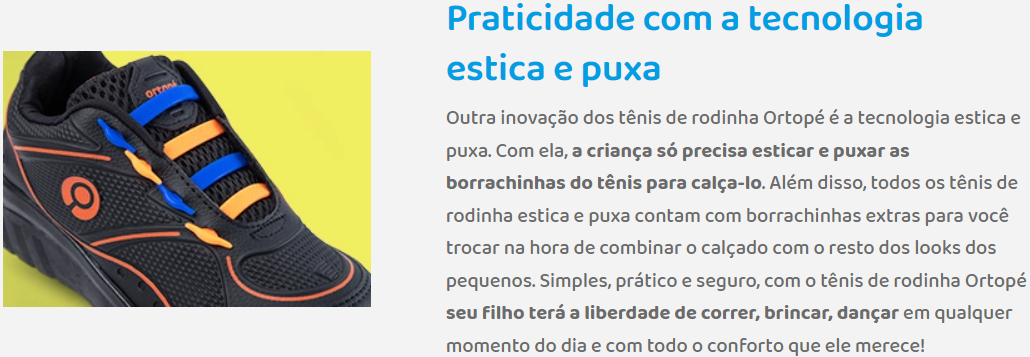 Praticidade com a tecnologia
estica e puxa
Outra inovação dos tênis de rodinha Ortopé é a tecnologia estica e
puxa. Com ela, a criança só precisa esticar e puxar as
borrachinhas do tênis para calça-lo. Além disso, todos os tênis de
rodinha estica e puxa contam com borrachinhas extras para você
trocar na hora de combinar o calçado com o resto dos looks dos
pequenos. Simples, prático e seguro, com o tênis de rodinha Ortopé
seu filho terá a liberdade de correr, brincar, dançar em qualquer
momento do dia e com todo o conforto que ele merece!
ortopé